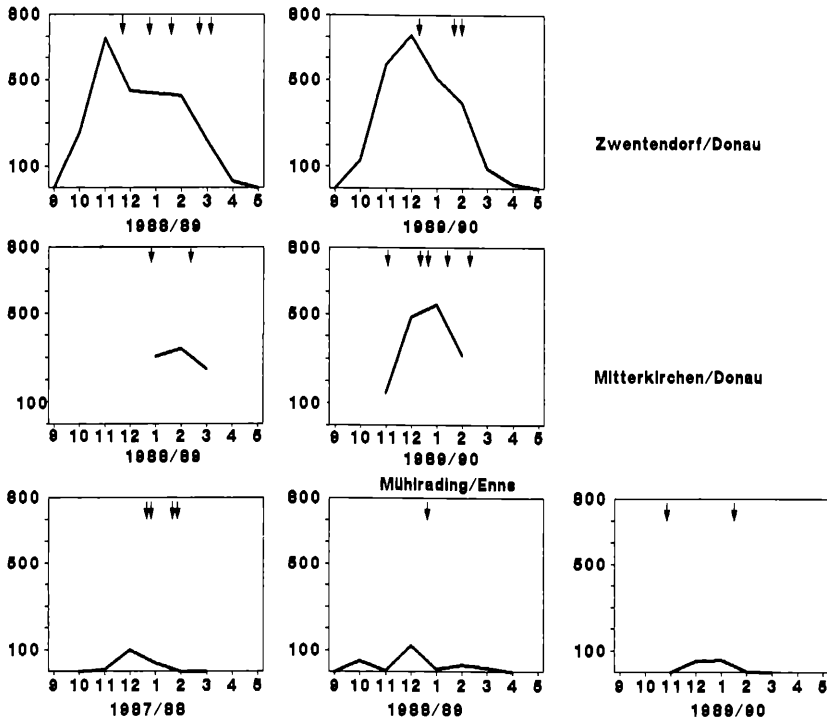 800 800
500 500
100 100
Zwentendorf/Donau
9 10 11 12 1 2 3 4 5 9 10 11 12 1 2 3 4 5
1988/89 1989/90
800 800
500 500
100 100
Mitterkirchen/Donau
9 10 11 12 1 2 3 4 5 9 10 11 12 1 2 3 4 5
1988/89 1989/90
Mühlrading/Enns
800 800 800
500 500 500
100 100 100
9 10 11 12 1 2 3 4 5 9 10 11 12 1 2 3 4 5 9 10 11 12 1 2 3 4 5
1987/88 1988/89 1989/90